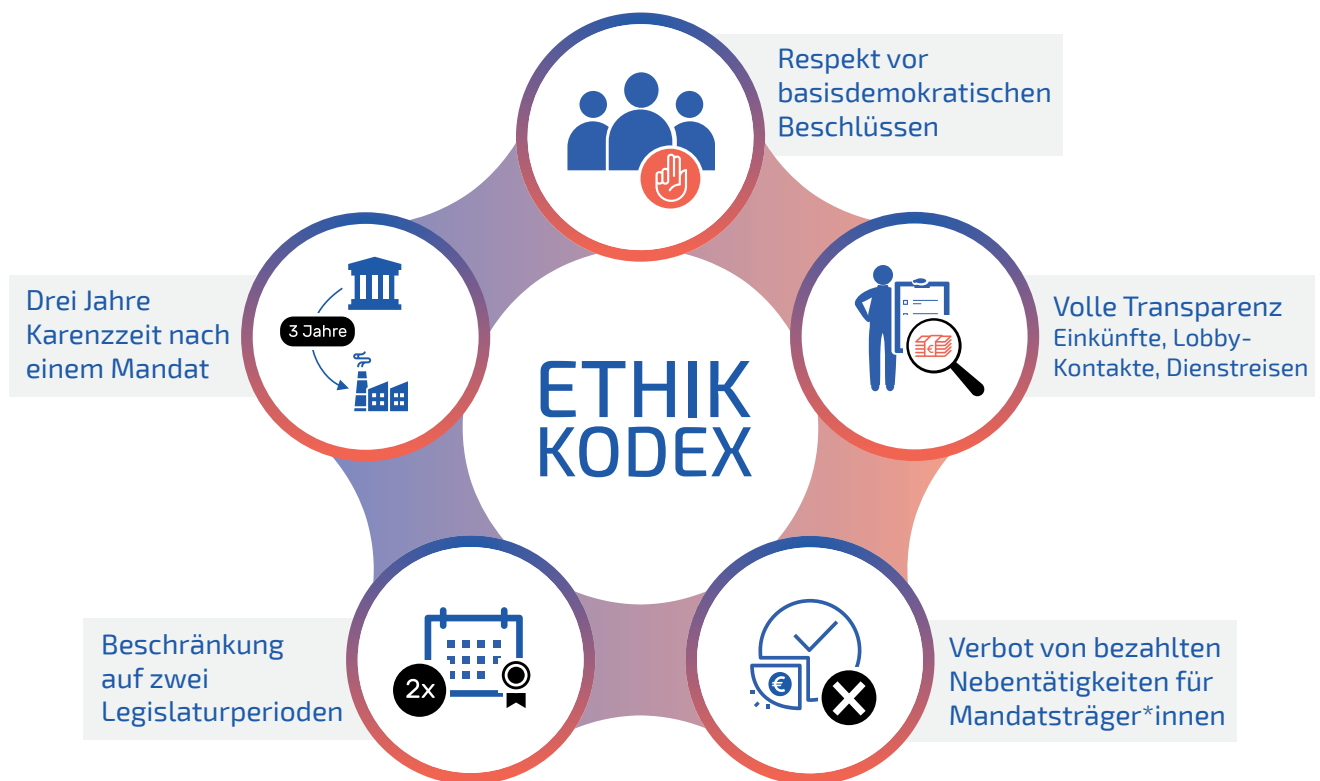 Respekt vor
basisdemokratischen
Beschlüssen
Volle Transparenz
Einkünfte, Lobby-
Kontakte, Dienstreisen
€
Drei Jahre
Karenzzeit nach
einem Mandat
3 Jahre
ETHIK
KODEX
Beschränkung
auf zwei
Legislaturperioden
2x
€
Verbot von bezahlten
Nebentätigkeiten für
Mandatsträger*innen